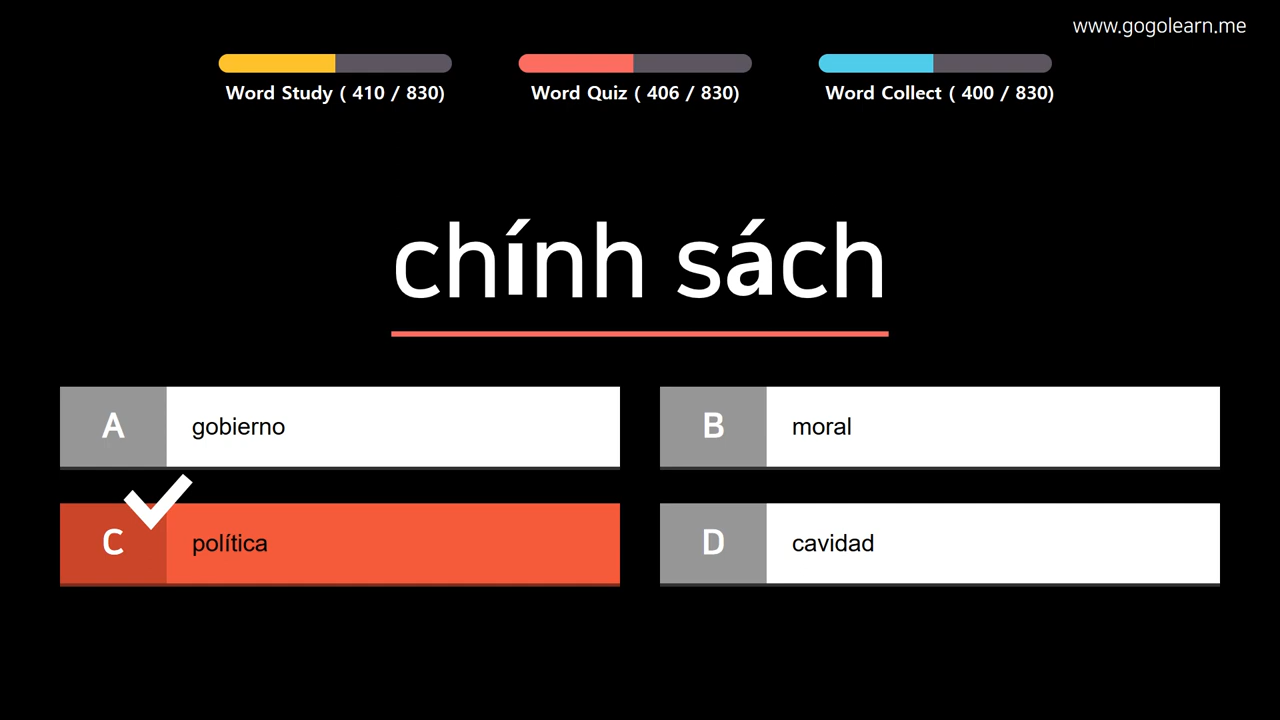 www.gogolearn.me
Word Study ( 410 / 830)
Word Quiz ( 406 / 830)
Word Collect ( 400 / 830)
chính sách
A
gobierno
B
moral
C
política
D
cavidad